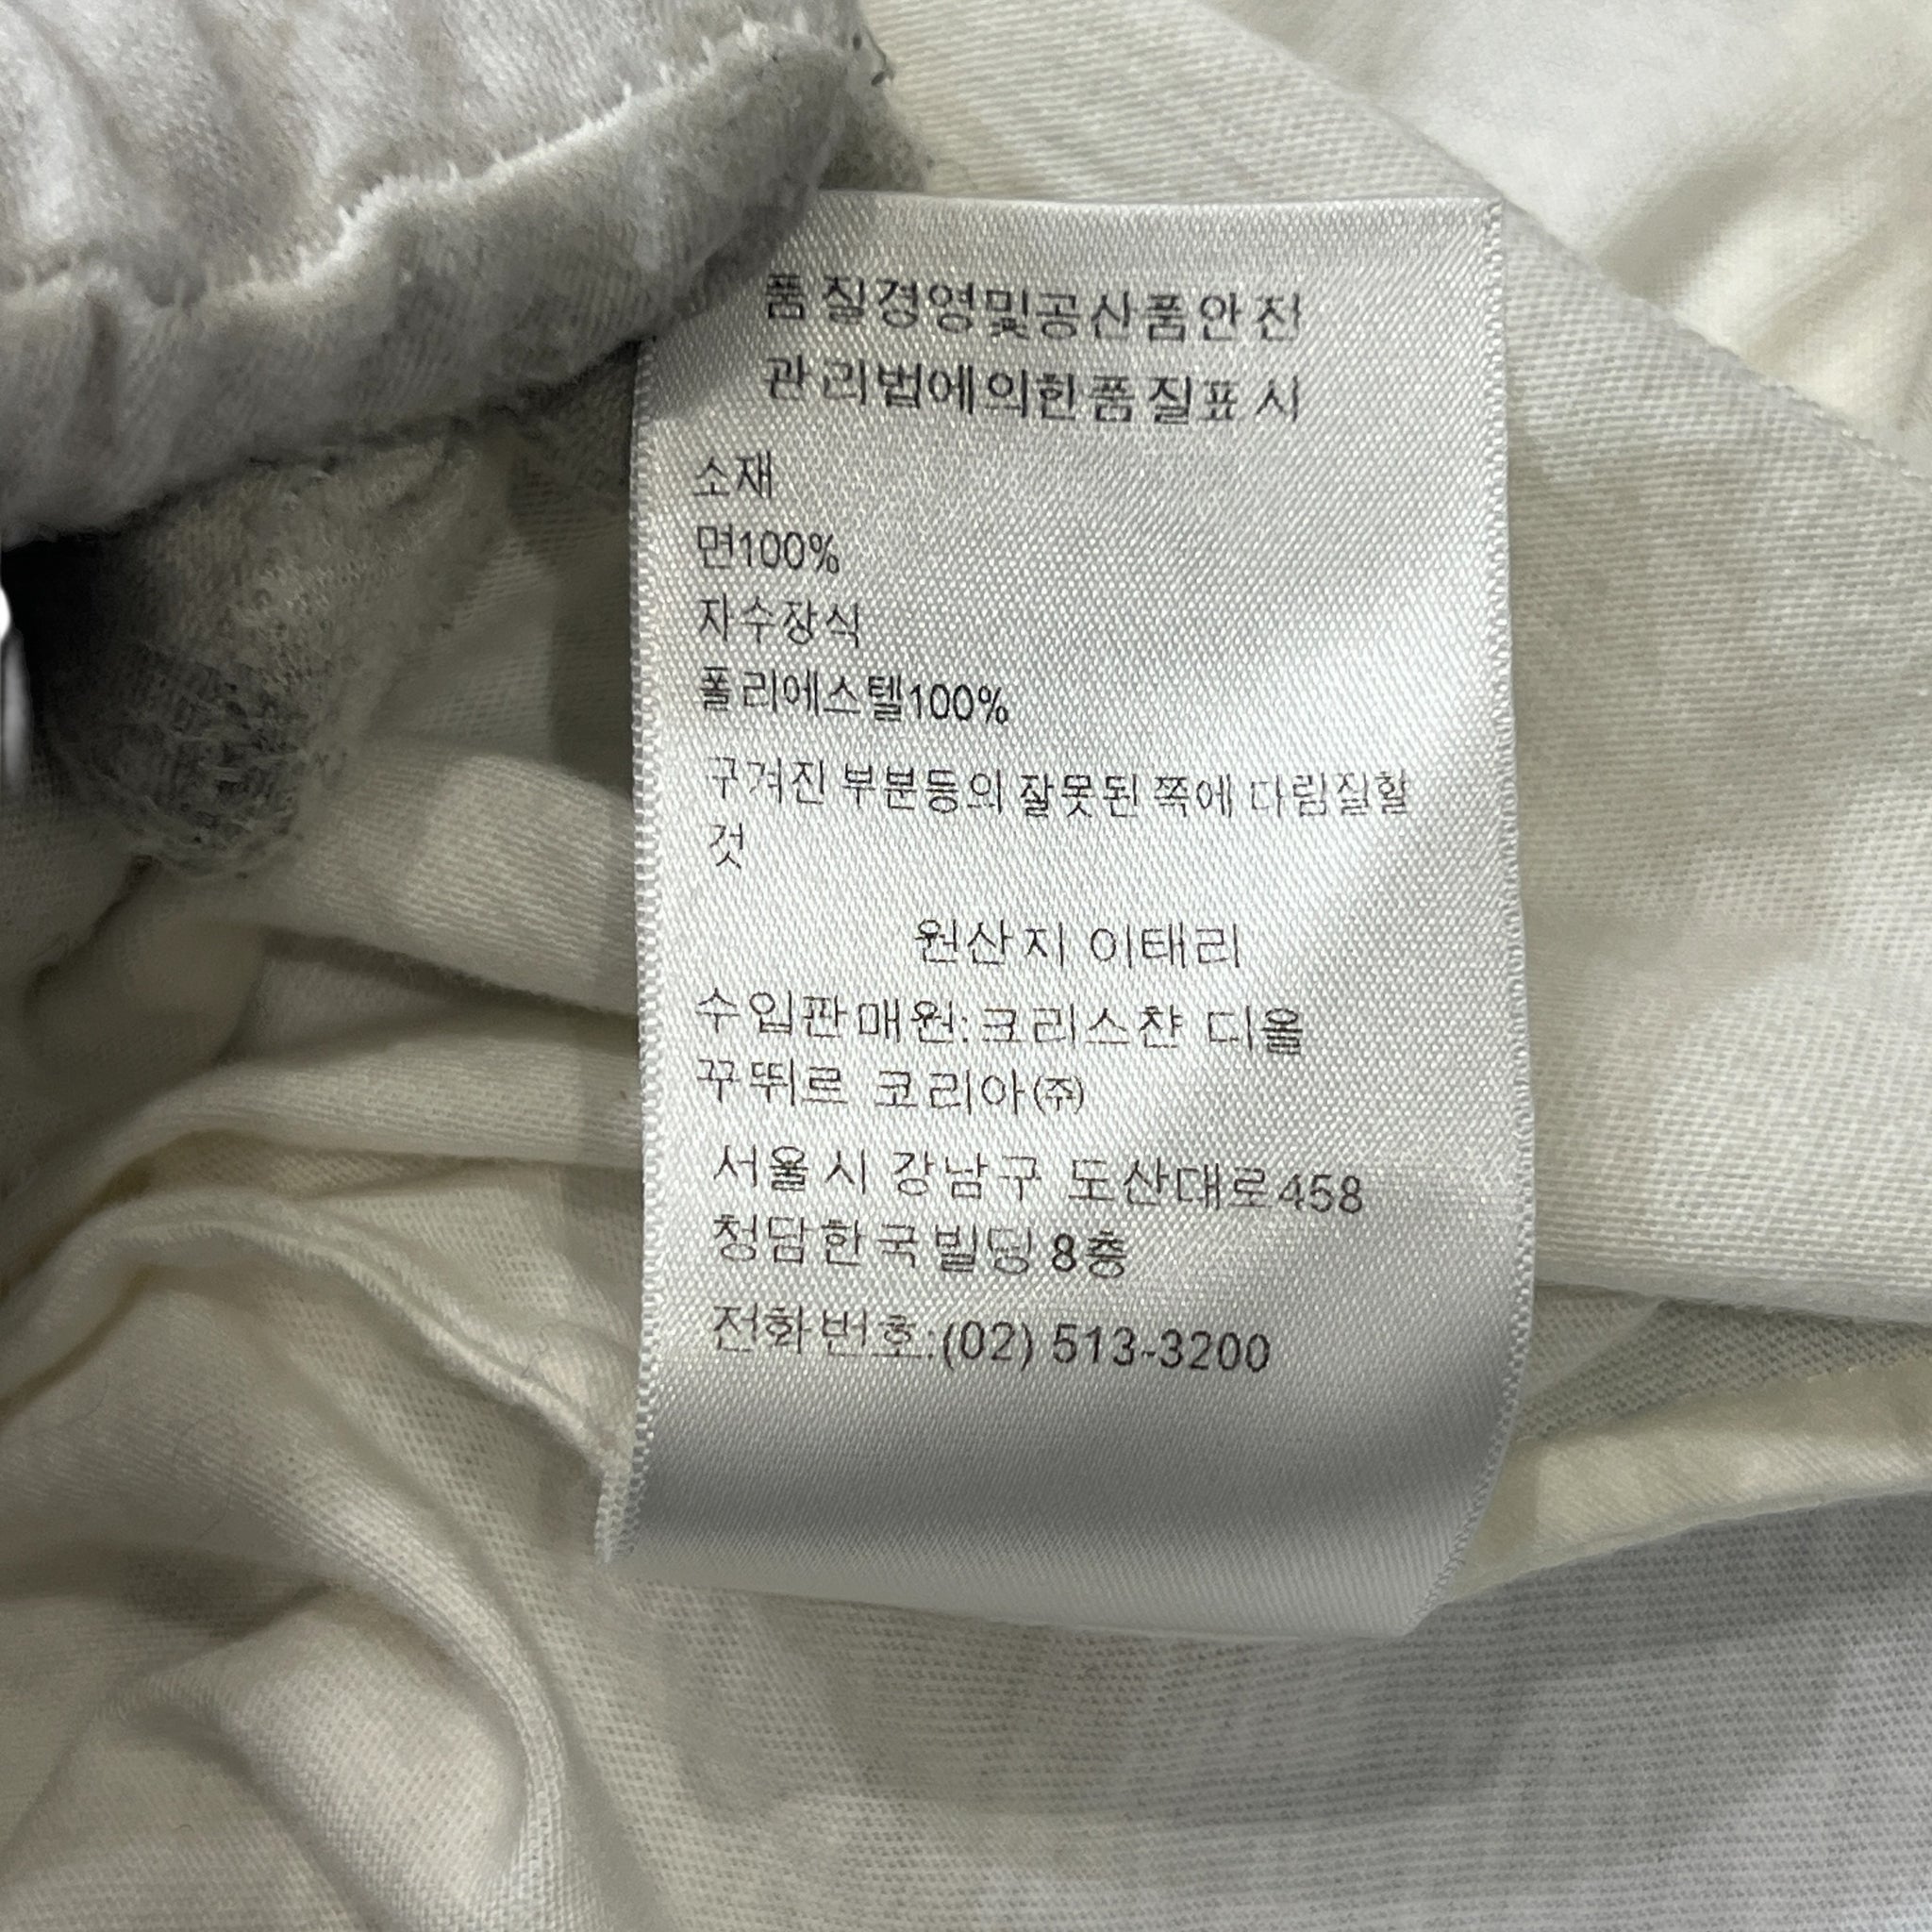 품질경영및공산품안전
관리법에의한품질표시
소재
면100%
자수장식
폴리에스텔100%
구겨진 부분등의 잘못된 쪽에 다림질할
것
원산지 이태리
수입판매원:크리스챤 디올
꾸뛰르 코리아㈜
서울시 강남구 도산대로458
청담한국빌딩 8층
전화번호:(02) 513-3200